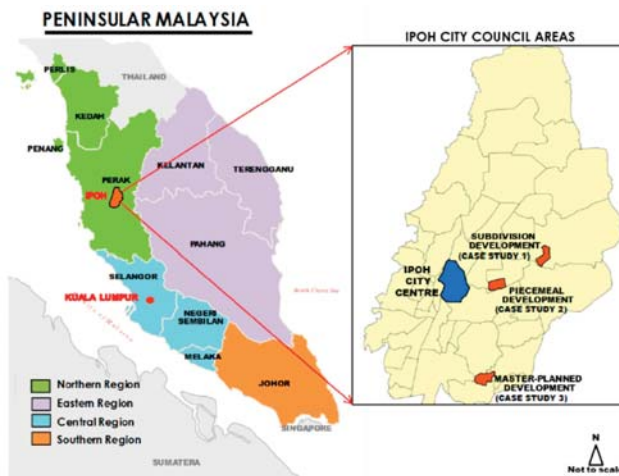 PENINSULAR MALAYSIA
PERLIS
THAILAND
KEDAH
PENANG
PERAK
IPOH
KELANTAN
TERENGGANU
PAHANG
SELANGOR
KUALA LUMPUR
NEGERI
SEMBILAN
MELAKA
JOHOR
SINGAPORE
SUMATERA
Northern Region
Eastern Region
Central Region
Southern Region
IPOH CITY COUNCIL AREAS
SUBDIVISION
DEVELOPMENT
(CASE STUDY 1)
IPOH
CITY
CENTRE
PIECEMEAL
DEVELOPMENT
(CASE STUDY 2)
MASTER-PLANNED
DEVELOPMENT
(CASE STUDY 3)
N
Not to scale